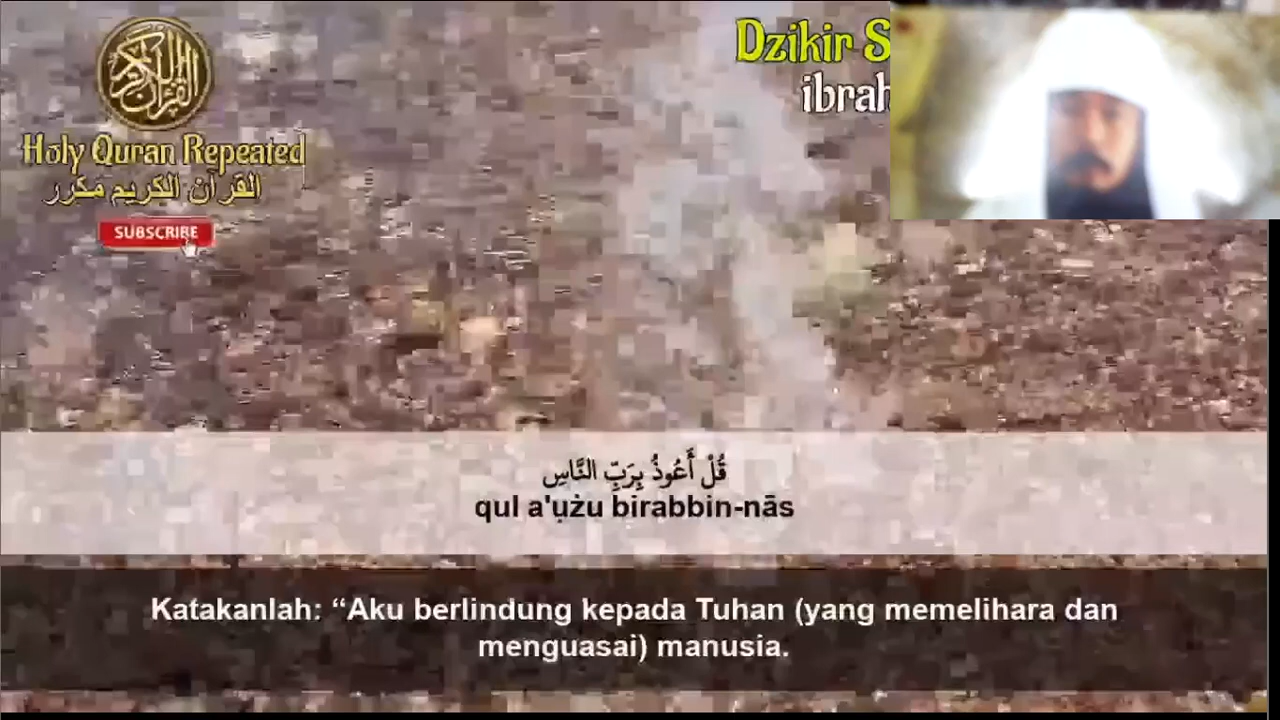 Holy Quran Repeated
القرآن الكريم مكرر
SUBSCRIBE
Dzikir S
ibrah
قُلْ أَعُوذُ بِرَبِّ النَّاسِ
qul a'ụżu birabbin-nās
Katakanlah: “Aku berlindung kepada Tuhan (yang memelihara dan
menguasai) manusia.